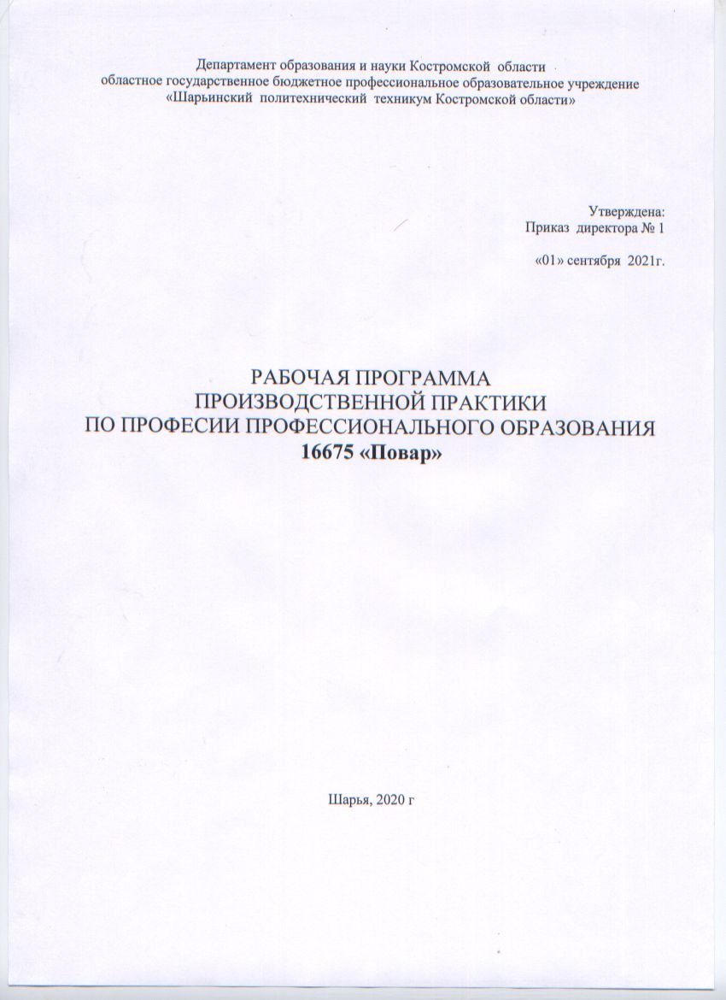 Департамент образования и науки Костромской области
областное государственное бюджетное профессиональное образовательное учреждение
«Шарьинский политехнический техникум Костромской области»
Утверждена:
Приказ директора № 1
«01» сентября 2021г.
РАБОЧАЯ ПРОГРАММА
ПРОИЗВОДСТВЕННОЙ ПРАКТИКИ
ПО ПРОФЕСИИ ПРОФЕССИОНАЛЬНОГО ОБРАЗОВАНИЯ
16675 «Повар»
Шарья, 2020 г